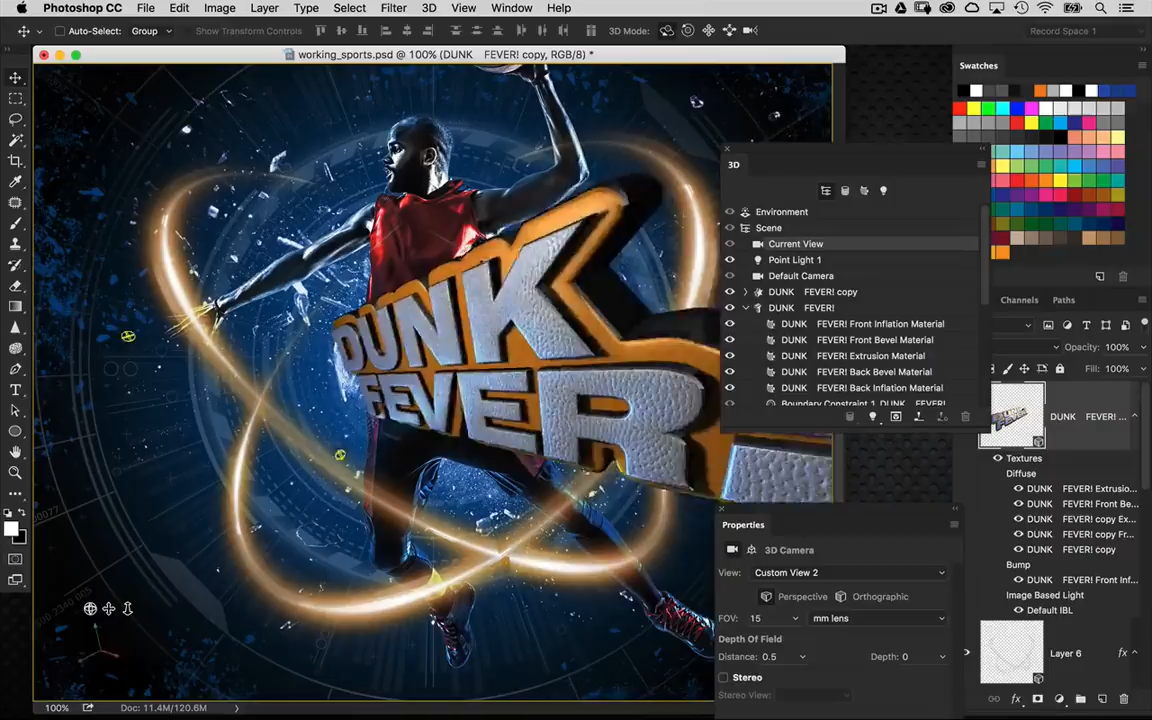 Photoshop CC File Edit Image Layer Type Select Filter 3D View Window Help
Auto-Select: Group Show Transform Controls 3D Mode: Record Space 1
working_sports.psd @ 100% (DUNK FEVER! copy, RGB/8) *
Swatches
3D
Environment
Scene
Current View
Point Light 1
Default Camera
DUNK FEVER! copy
DUNK FEVER!
DUNK FEVER! Front Inflation Material
DUNK FEVER! Front Bevel Material
DUNK FEVER! Extrusion Material
DUNK FEVER! Back Bevel Material
DUNK FEVER! Back Inflation Material
Boundary Constraint 1_DUNK FEVER!
DUNK
FEVER
Channels Paths
Opacity: 100%
Fill: 100%
DUNK FEVER! ...
Textures
Diffuse
DUNK FEVER! Extrusio...
DUNK FEVER! Front Be...
DUNK FEVER! copy Ex...
DUNK FEVER! copy Fr...
DUNK FEVER! copy
Bump
DUNK FEVER! Front Inf...
Image Based Light
Default IBL
Layer 6 fx
Properties
3D Camera
View: Custom View 2
Perspective Orthographic
FOV: 15 mm lens
Depth Of Field
Distance: 0.5 Depth: 0
Stereo
Stereo View:
100% Doc: 11.4M/120.6M